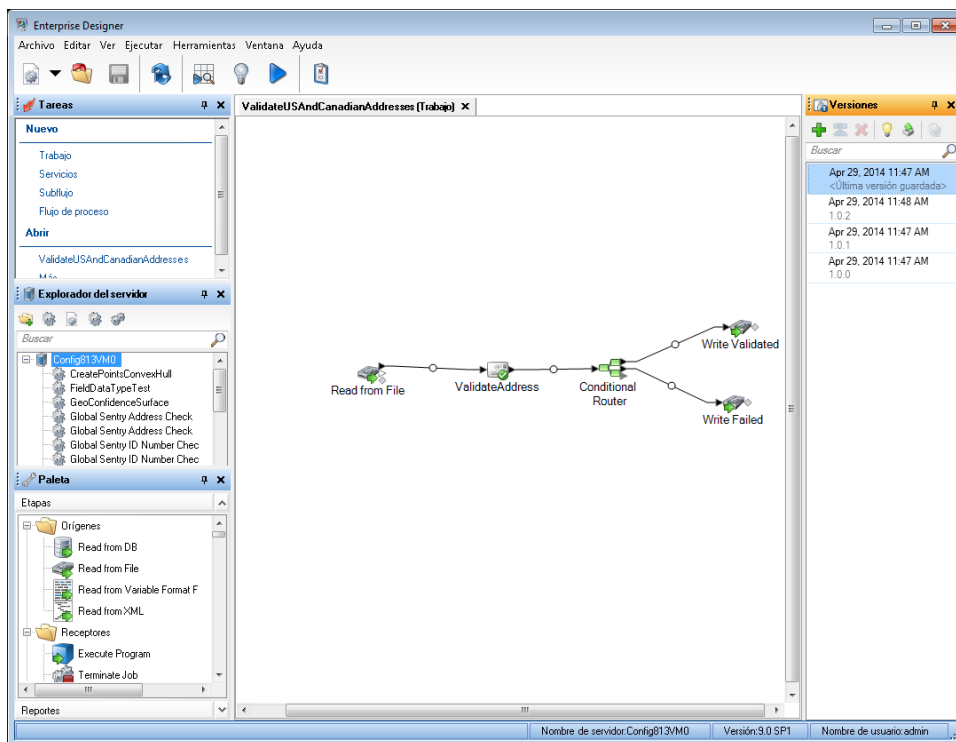 Enterprise Designer
Archivo Editar Ver Ejecutar Herramientas Ventana Ayuda
Tareas
Nuevo
Trabajo
Servicios
Subflujo
Flujo de proceso
Abrir
ValidateUSAndCanadianAddresses
Más
Explorador del servidor
Buscar
Config813VM0
CreatePointsConvexHull
FieldDataTypeTest
GeoConfidenceSurface
Global Sentry Address Check
Global Sentry Address Check
Global Sentry ID Number Chec
Global Sentry ID Number Chec
Paleta
Etapas
Orígenes
Read from DB
Read from File
Read from Variable Format F
Read from XML
Receptores
Execute Program
Terminate Job
Reportes
ValidateUSAndCanadianAddresses (Trabajo)
Read from File
ValidateAddress
Conditional
Router
Write Validated
Write Failed
Versiones
Buscar
Apr 29, 2014 11:47 AM
<Última versión guardada>
Apr 29, 2014 11:48 AM
1.0.2
Apr 29, 2014 11:47 AM
1.0.1
Apr 29, 2014 11:47 AM
1.0.0
Nombre de servidor:Config813VM0 Versión:9.0 SP1 Nombre de usuario:admin